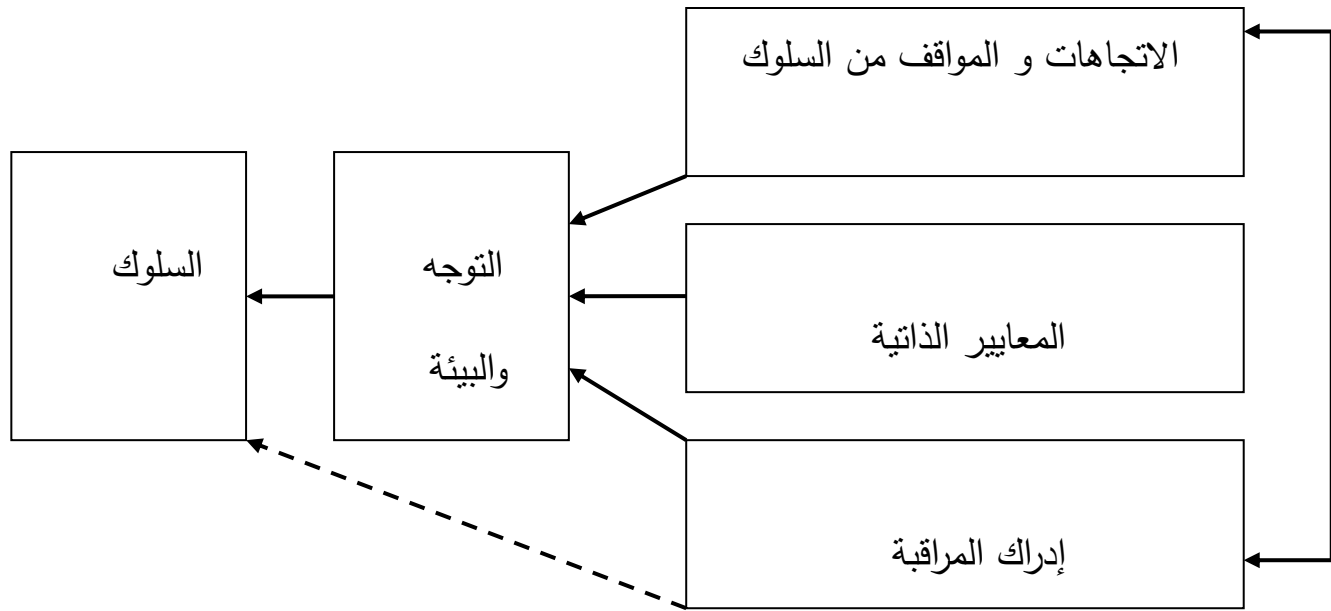 الاتجاهات و المواقف من السلوك
المعايير الذاتية
إدراك المراقبة
التوجه
والبيئة
السلوك